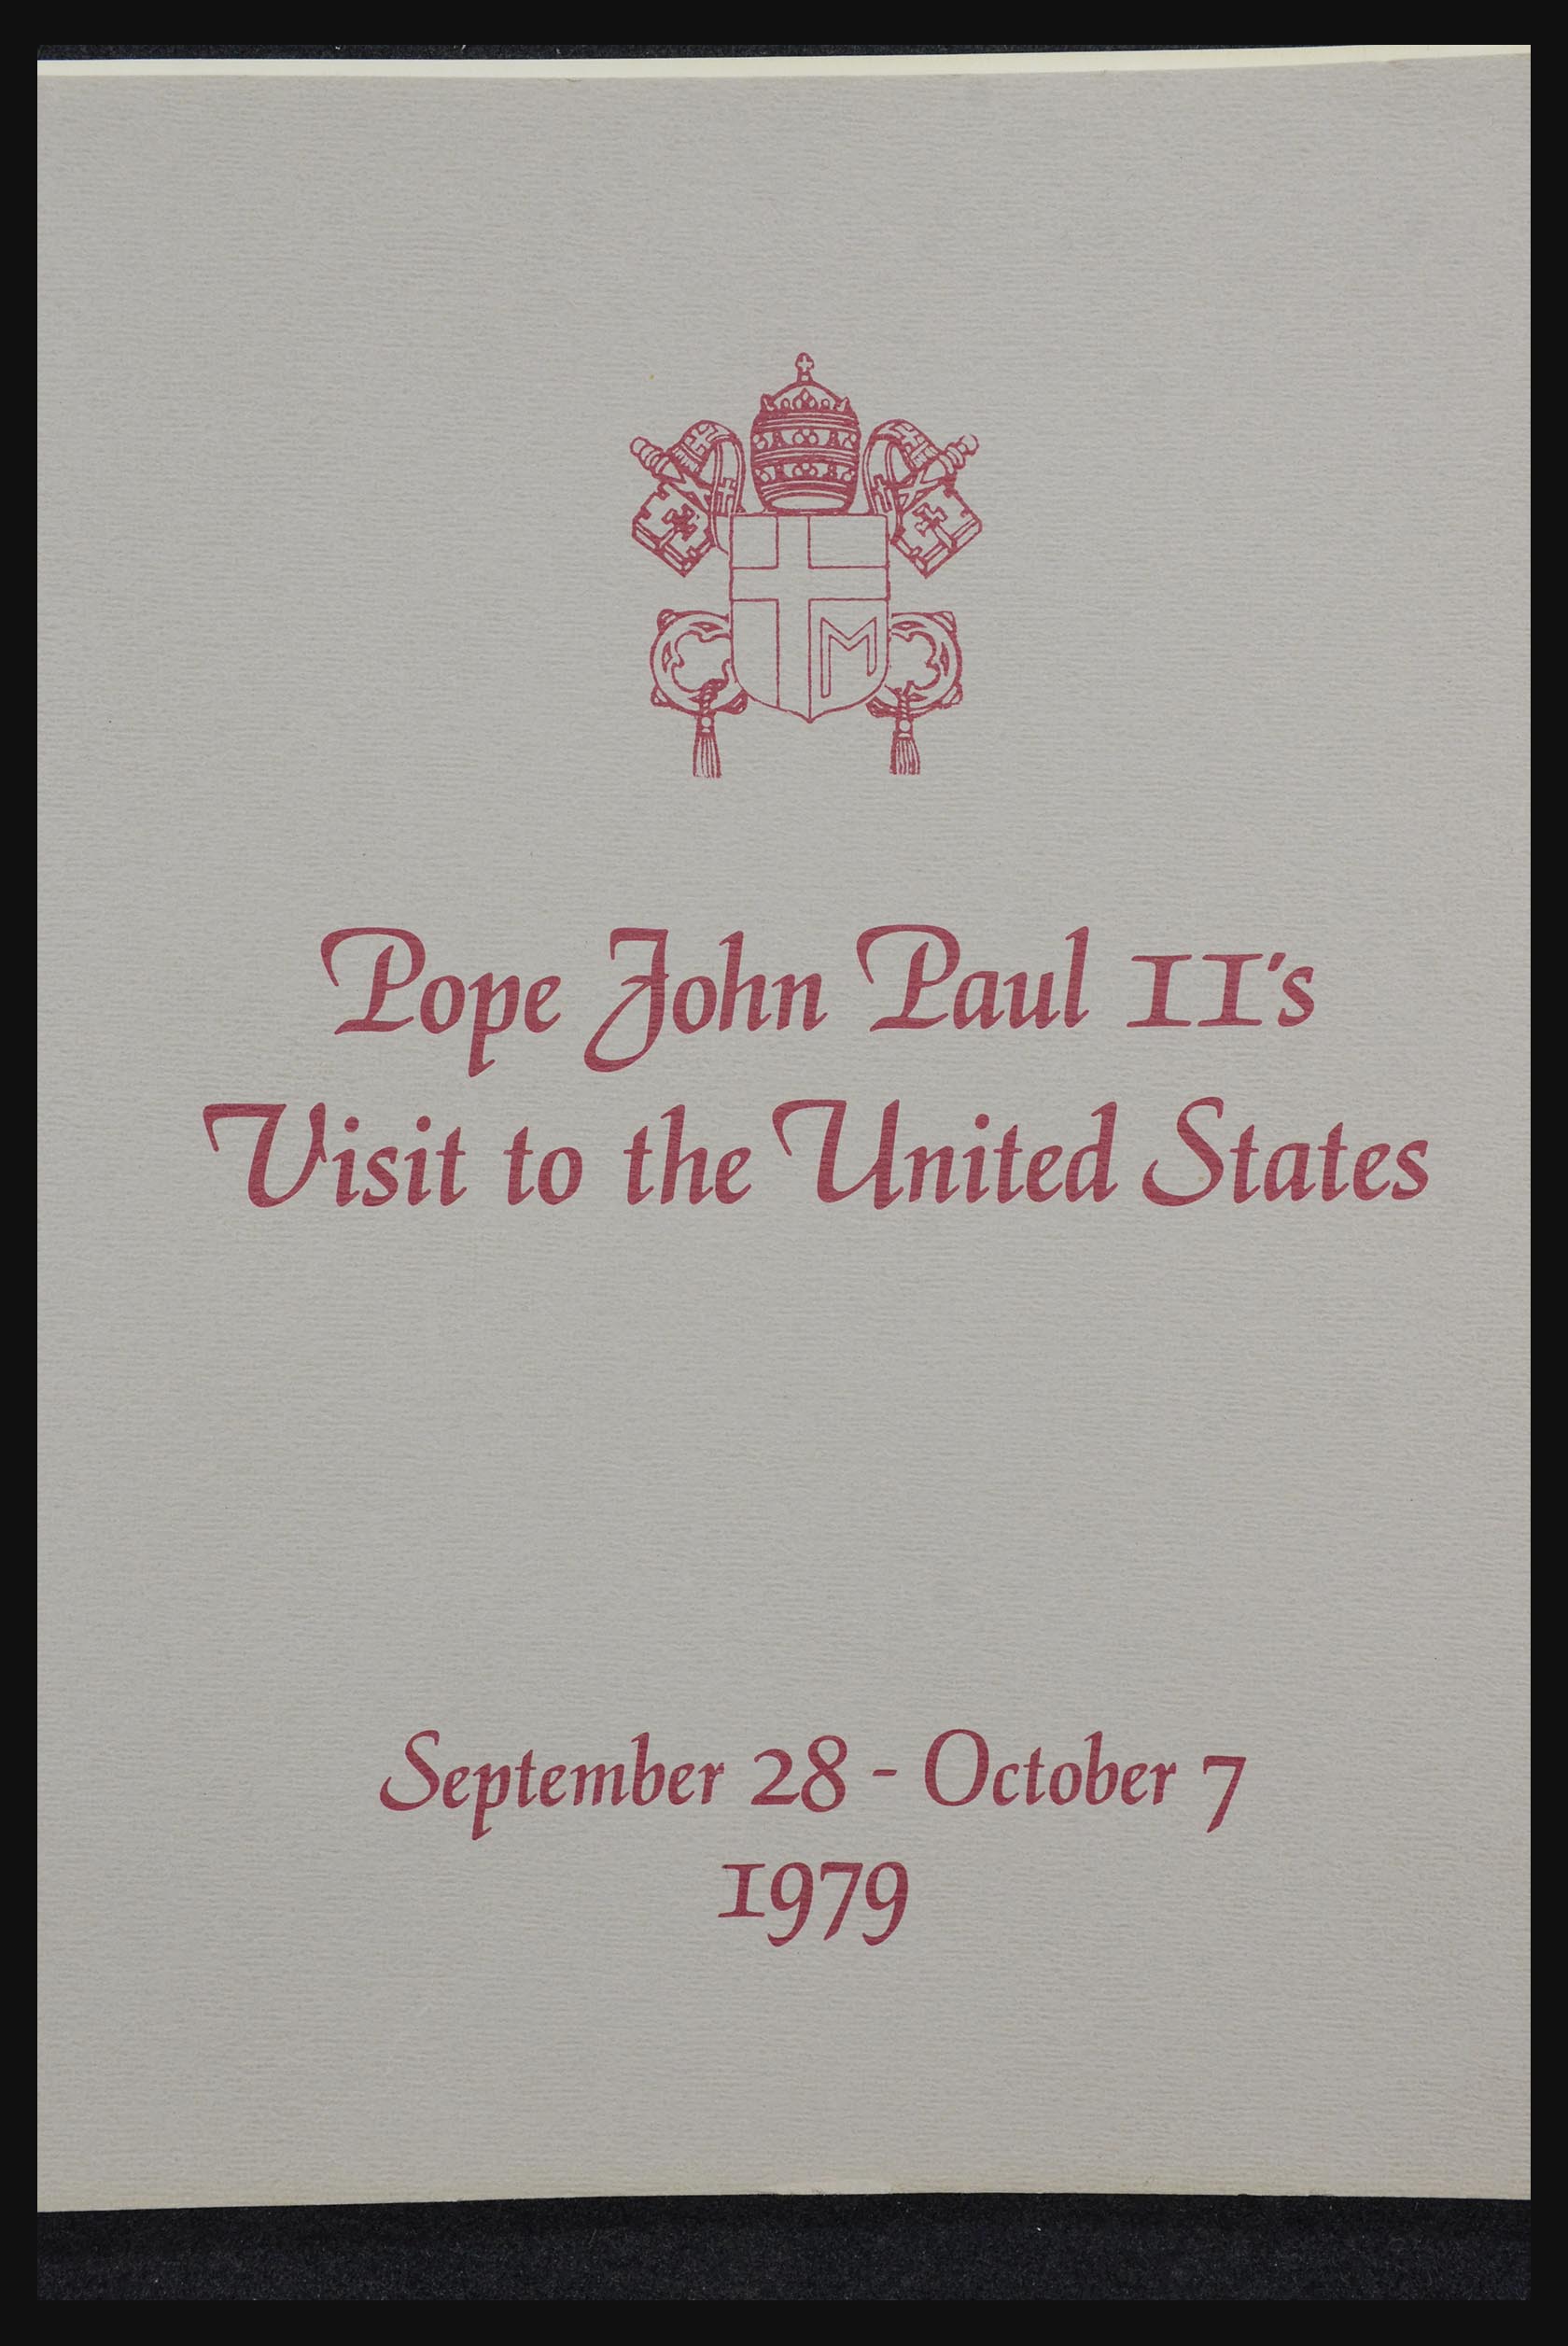 M
Pope John Paul II's
Visit to the United States
September 28 - October 7
1979